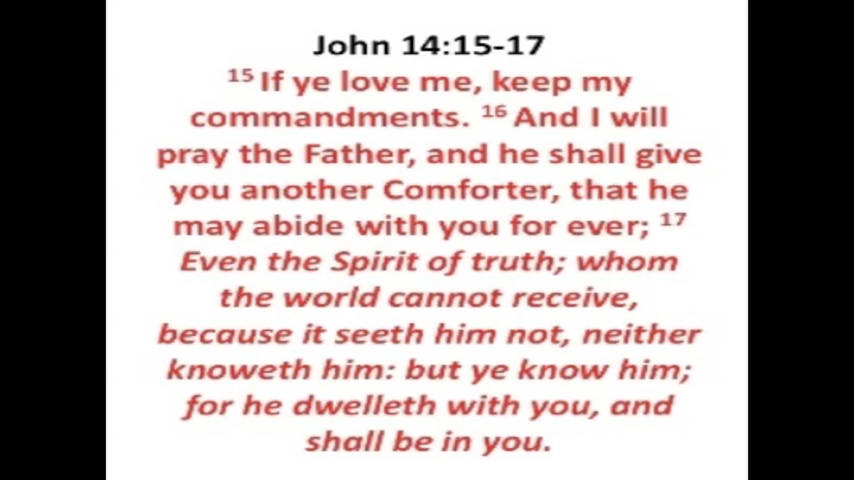 John 14:15-17
15 If ye love me, keep my
commandments. 16 And I will
pray the Father, and he shall give
you another Comforter, that he
may abide with you for ever; 17
Even the Spirit of truth; whom
the world cannot receive,
because it seeth him not, neither
knoweth him: but ye know him;
for he dwelleth with you, and
shall be in you.